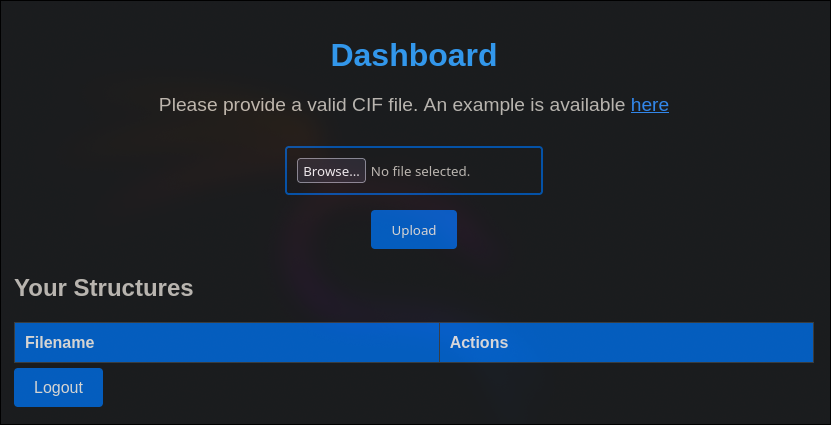 Dashboard
Please provide a valid CIF file. An example is available here
Browse... No file selected.
Upload
Your Structures
Filename Actions
Logout